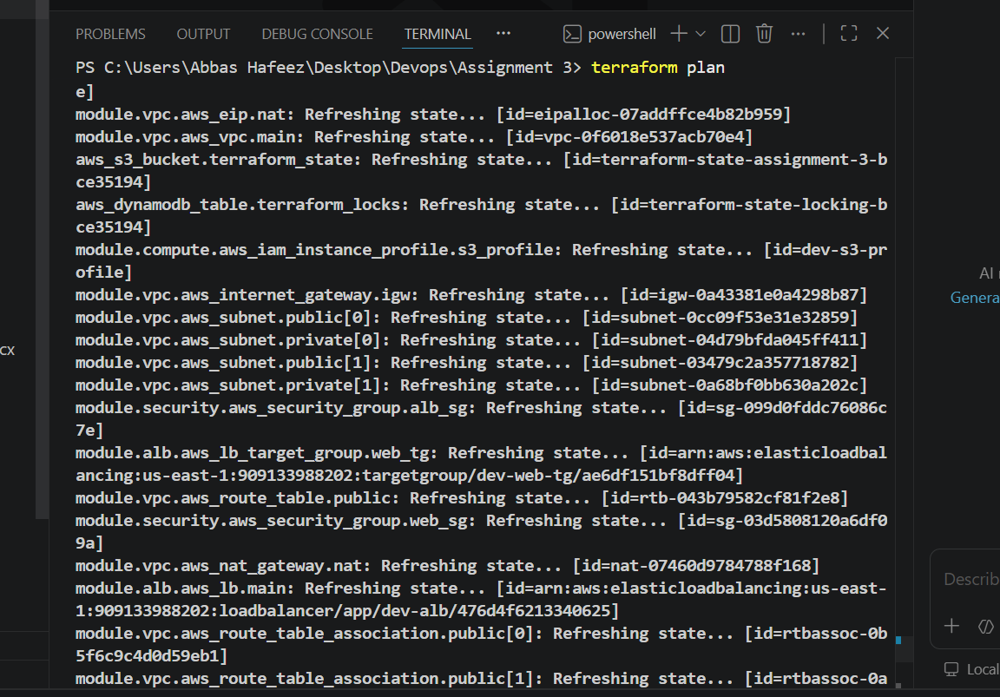 PROBLEMS OUTPUT DEBUG CONSOLE TERMINAL ··· powershell ···
PS C:\Users\Abbas Hafeez\Desktop\Devops\Assignment 3> terraform plan
e]
module.vpc.aws_eip.nat: Refreshing state... [id=eipalloc-07addffce4b82b959]
module.vpc.aws_vpc.main: Refreshing state... [id=vpc-0f6018e537acb70e4]
aws_s3_bucket.terraform_state: Refreshing state... [id=terraform-state-assignment-3-b
ce35194]
aws_dynamodb_table.terraform_locks: Refreshing state... [id=terraform-state-locking-b
ce35194]
module.compute.aws_iam_instance_profile.s3_profile: Refreshing state... [id=dev-s3-pr
ofile]
module.vpc.aws_internet_gateway.igw: Refreshing state... [id=igw-0a43381e0a4298b87]
module.vpc.aws_subnet.public[0]: Refreshing state... [id=subnet-0cc09f53e31e32859]
module.vpc.aws_subnet.private[0]: Refreshing state... [id=subnet-04d79bfda045ff411]
module.vpc.aws_subnet.public[1]: Refreshing state... [id=subnet-03479c2a357718782]
module.vpc.aws_subnet.private[1]: Refreshing state... [id=subnet-0a68bf0bb630a202c]
module.security.aws_security_group.alb_sg: Refreshing state... [id=sg-099d0fddc76086c
7e]
module.alb.aws_lb_target_group.web_tg: Refreshing state... [id=arn:aws:elasticloadbal
ancing:us-east-1:909133988202:targetgroup/dev-web-tg/ae6df151bf8dff04]
module.vpc.aws_route_table.public: Refreshing state... [id=rtb-043b79582cf81f2e8]
module.security.aws_security_group.web_sg: Refreshing state... [id=sg-03d5808120a6df0
9a]
module.vpc.aws_nat_gateway.nat: Refreshing state... [id=nat-07460d9784788f168]
module.alb.aws_lb.main: Refreshing state... [id=arn:aws:elasticloadbalancing:us-east-
1:909133988202:loadbalancer/app/dev-alb/476d4f6213340625]
module.vpc.aws_route_table_association.public[0]: Refreshing state... [id=rtbassoc-0b
5f6c9c4d0d59eb1]
module.vpc.aws_route_table_association.public[1]: Refreshing state... [id=rtbassoc-0a
cx
AI
Genera
Describ
Local